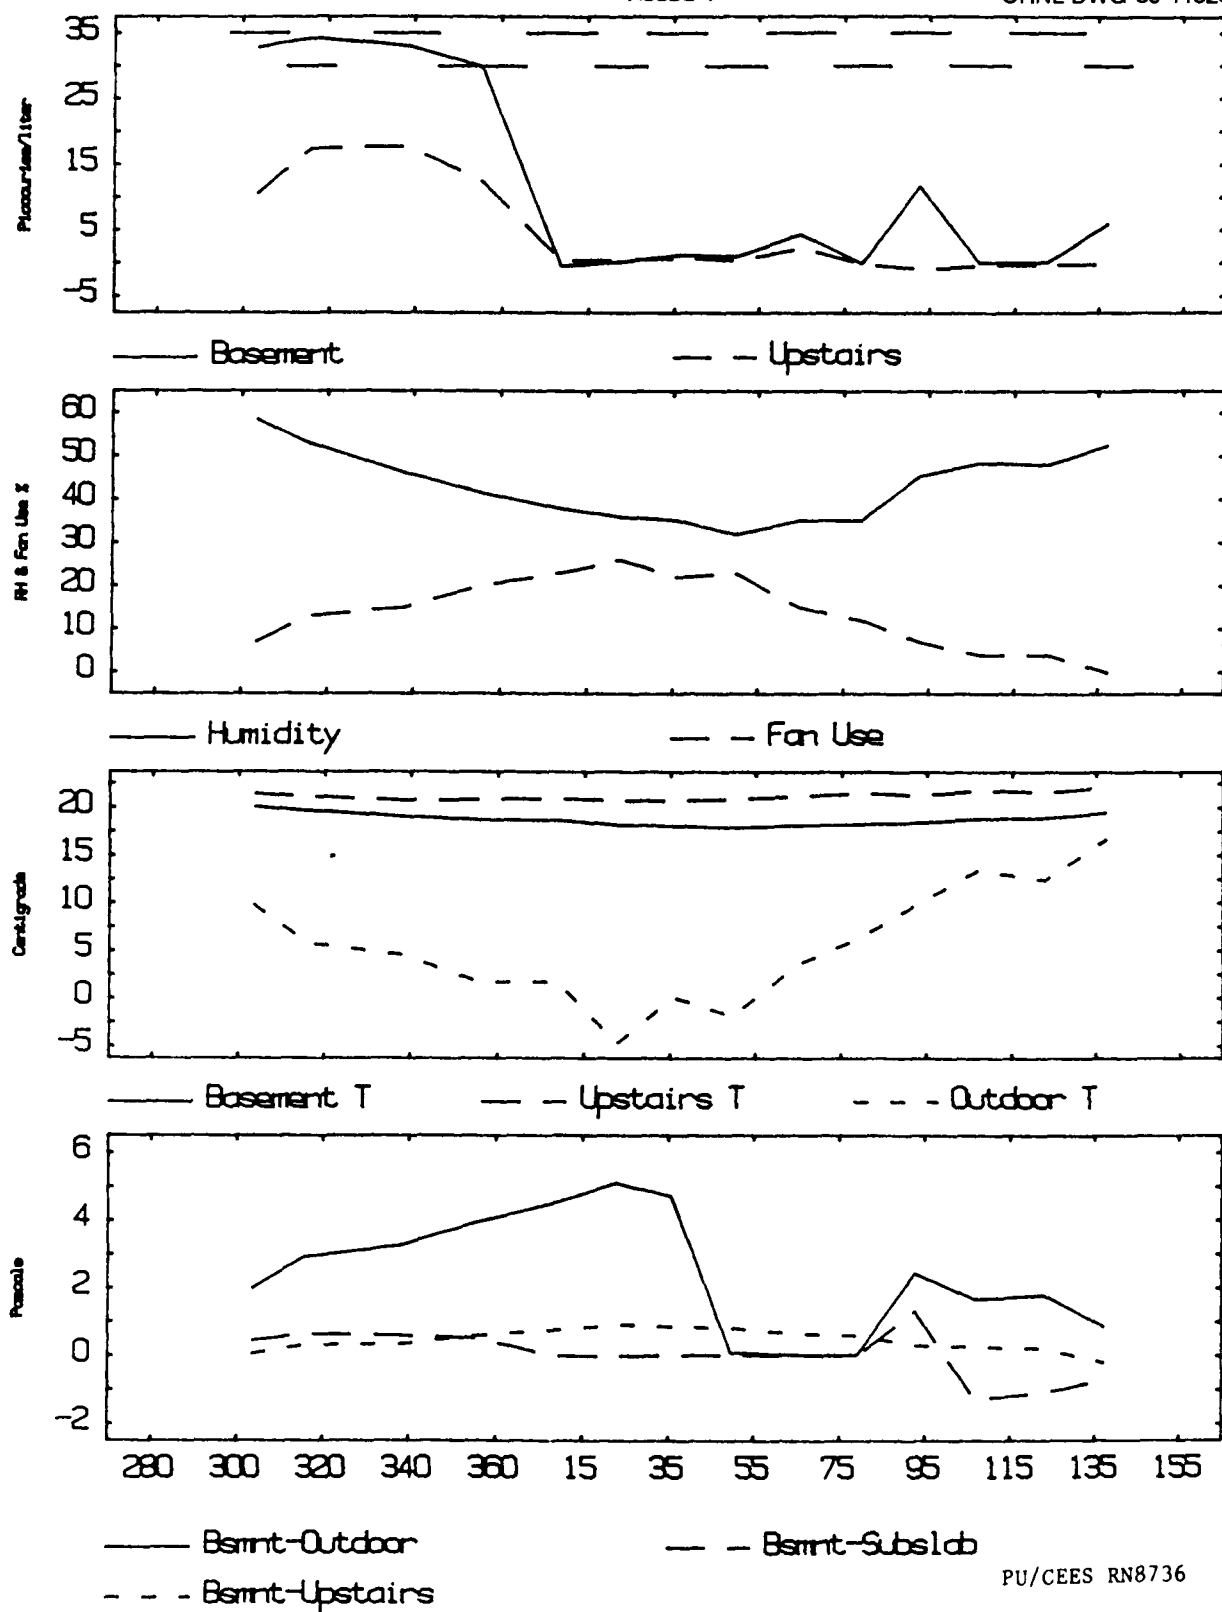 35
25
15
5
-5
Picocuries/liter
Basement
Upstairs
60
50
40
30
20
10
0
RH & Fan Use %
Humidity
Fan Use
20
15
10
5
0
-5
Centigrade
Basement T
Upstairs T
Outdoor T
6
4
2
0
-2
Pascals
280 300 320 340 360 15 35 55 75 95 115 135 155
Bsmnt-Outdoor
Bsmnt-Subslab
Bsmnt-Upstairs
PU/CEES RN8736